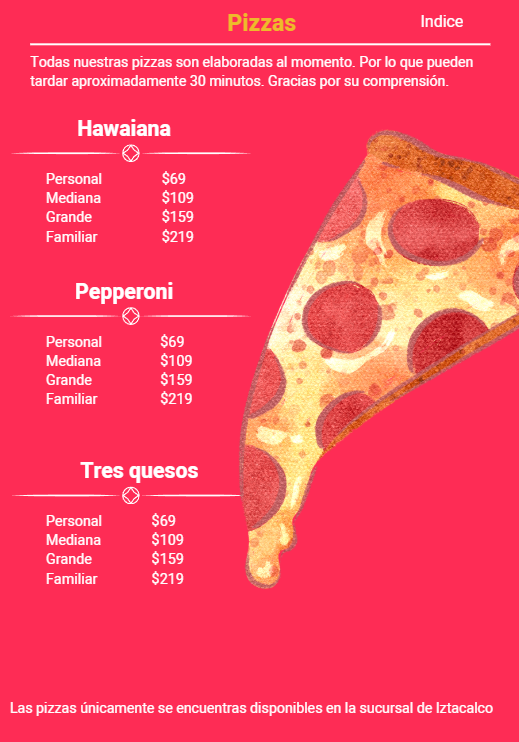 Pizzas
Indice
Todas nuestras pizzas son elaboradas al momento. Por lo que pueden
tardar aproximadamente 30 minutos. Gracias por su comprensión.
Hawaiana
Personal $69
Mediana $109
Grande $159
Familiar $219
Pepperoni
Personal $69
Mediana $109
Grande $159
Familiar $219
Tres quesos
Personal $69
Mediana $109
Grande $159
Familiar $219
Las pizzas únicamente se encuentras disponibles en la sucursal de Iztacalco